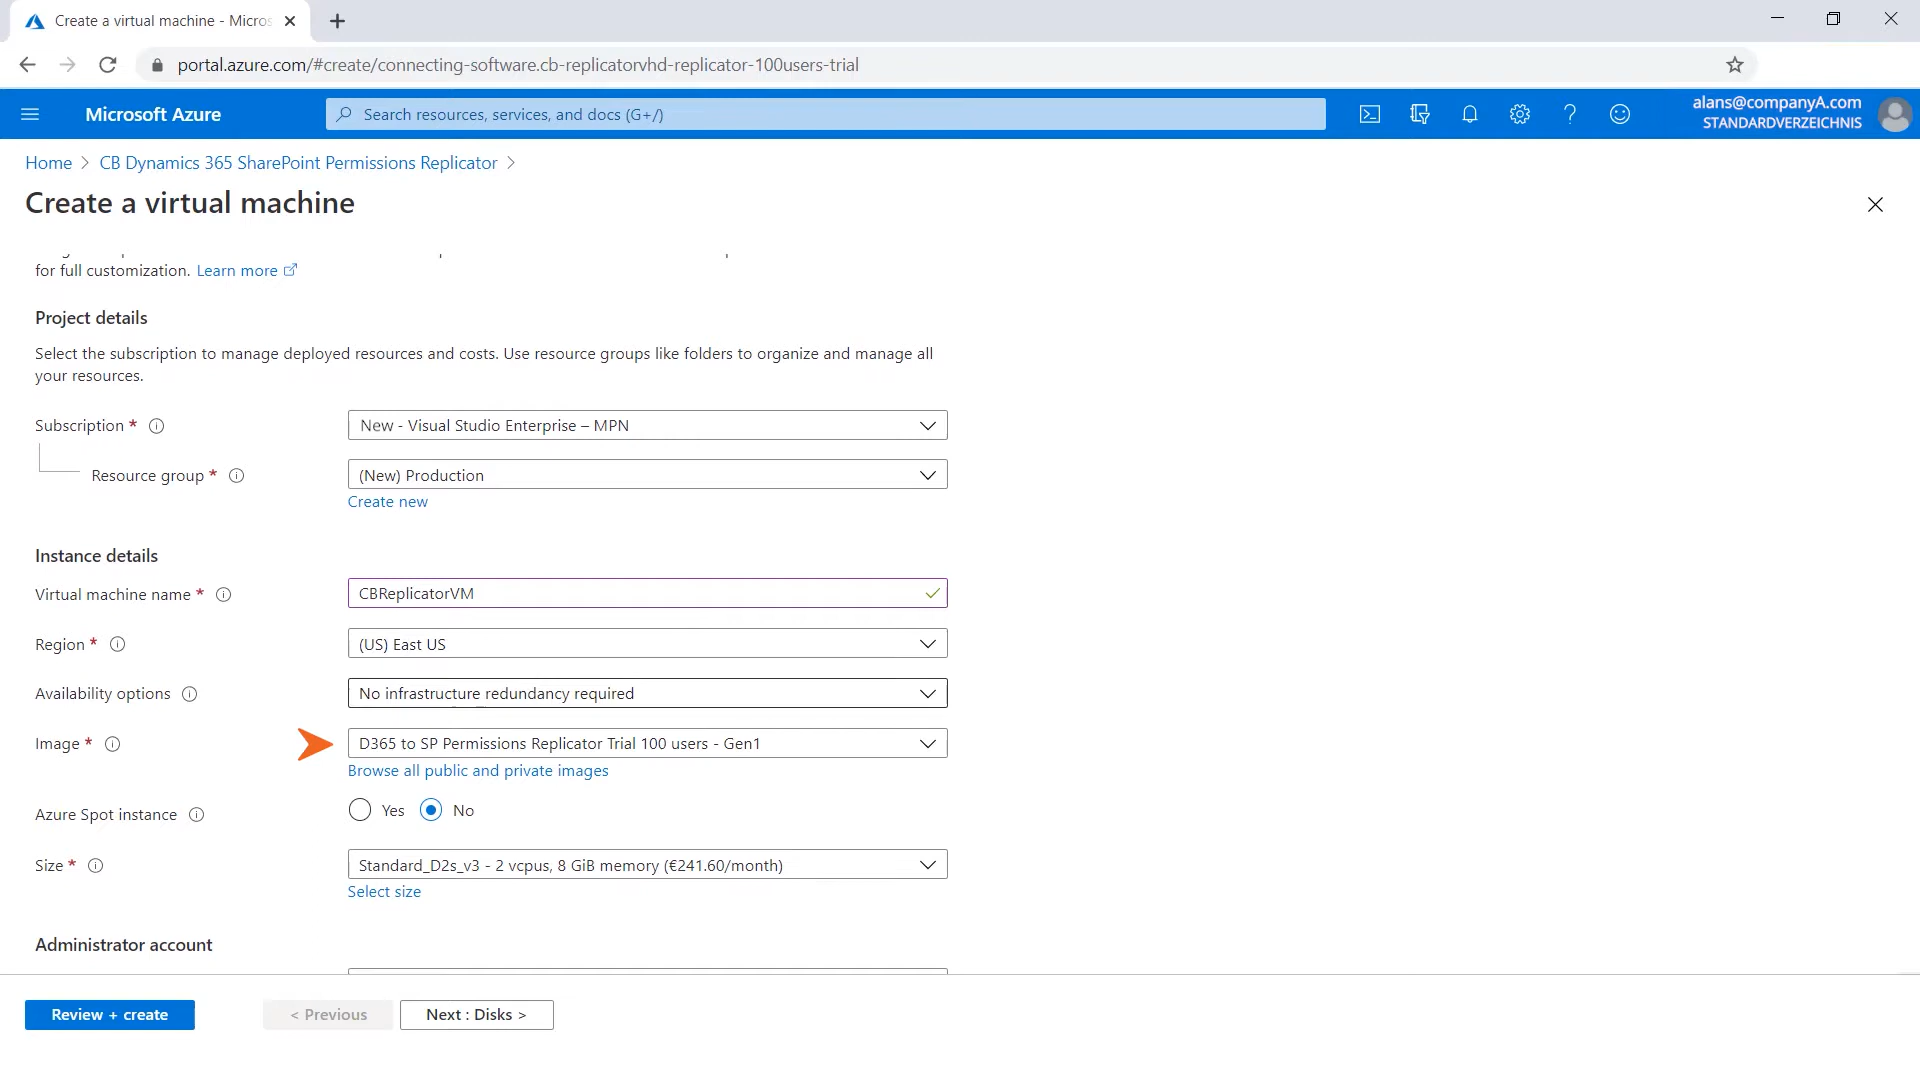 Create a virtual machine - Micros
portal.azure.com/#create/connecting-software.cb-replicatorvhd-replicator-100users-trial
Microsoft Azure
Search resources, services, and docs (G+/)
alans@companyA.com
STANDARDVERZEICHNIS
Home > CB Dynamics 365 SharePoint Permissions Replicator >
Create a virtual machine
for full customization. Learn more
Project details
Select the subscription to manage deployed resources and costs. Use resource groups like folders to organize and manage all
your resources.
Subscription *
New - Visual Studio Enterprise – MPN
Resource group *
(New) Production
Create new
Instance details
Virtual machine name *
CBReplicatorVM
Region *
(US) East US
Availability options
No infrastructure redundancy required
Image *
D365 to SP Permissions Replicator Trial 100 users - Gen1
Browse all public and private images
Azure Spot instance
Yes No
Size *
Standard_D2s_v3 - 2 vcpus, 8 GiB memory (€241.60/month)
Select size
Administrator account
Review + create
< Previous
Next : Disks >